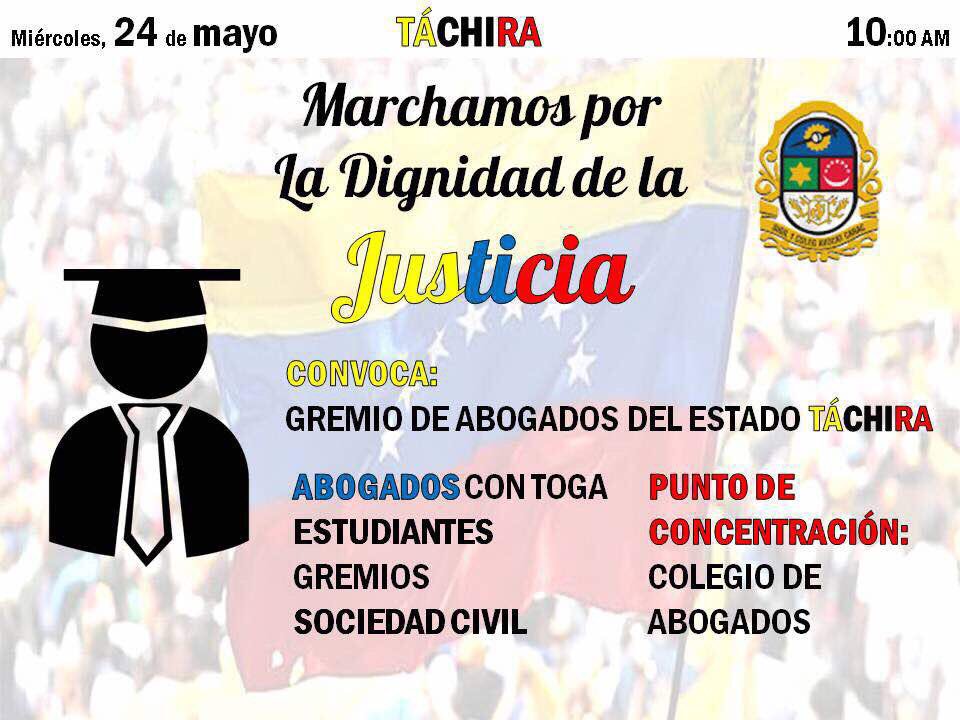 Miércoles, 24 de mayo
TÁCHIRA
10:00 AM
Marchamos por
La Dignidad de la
Justicia
CONVOCA:
GREMIO DE ABOGADOS DEL ESTADO TÁCHIRA
ABOGADOS CON TOGA
ESTUDIANTES
GREMIOS
SOCIEDAD CIVIL
PUNTO DE
CONCENTRACIÓN:
COLEGIO DE
ABOGADOS